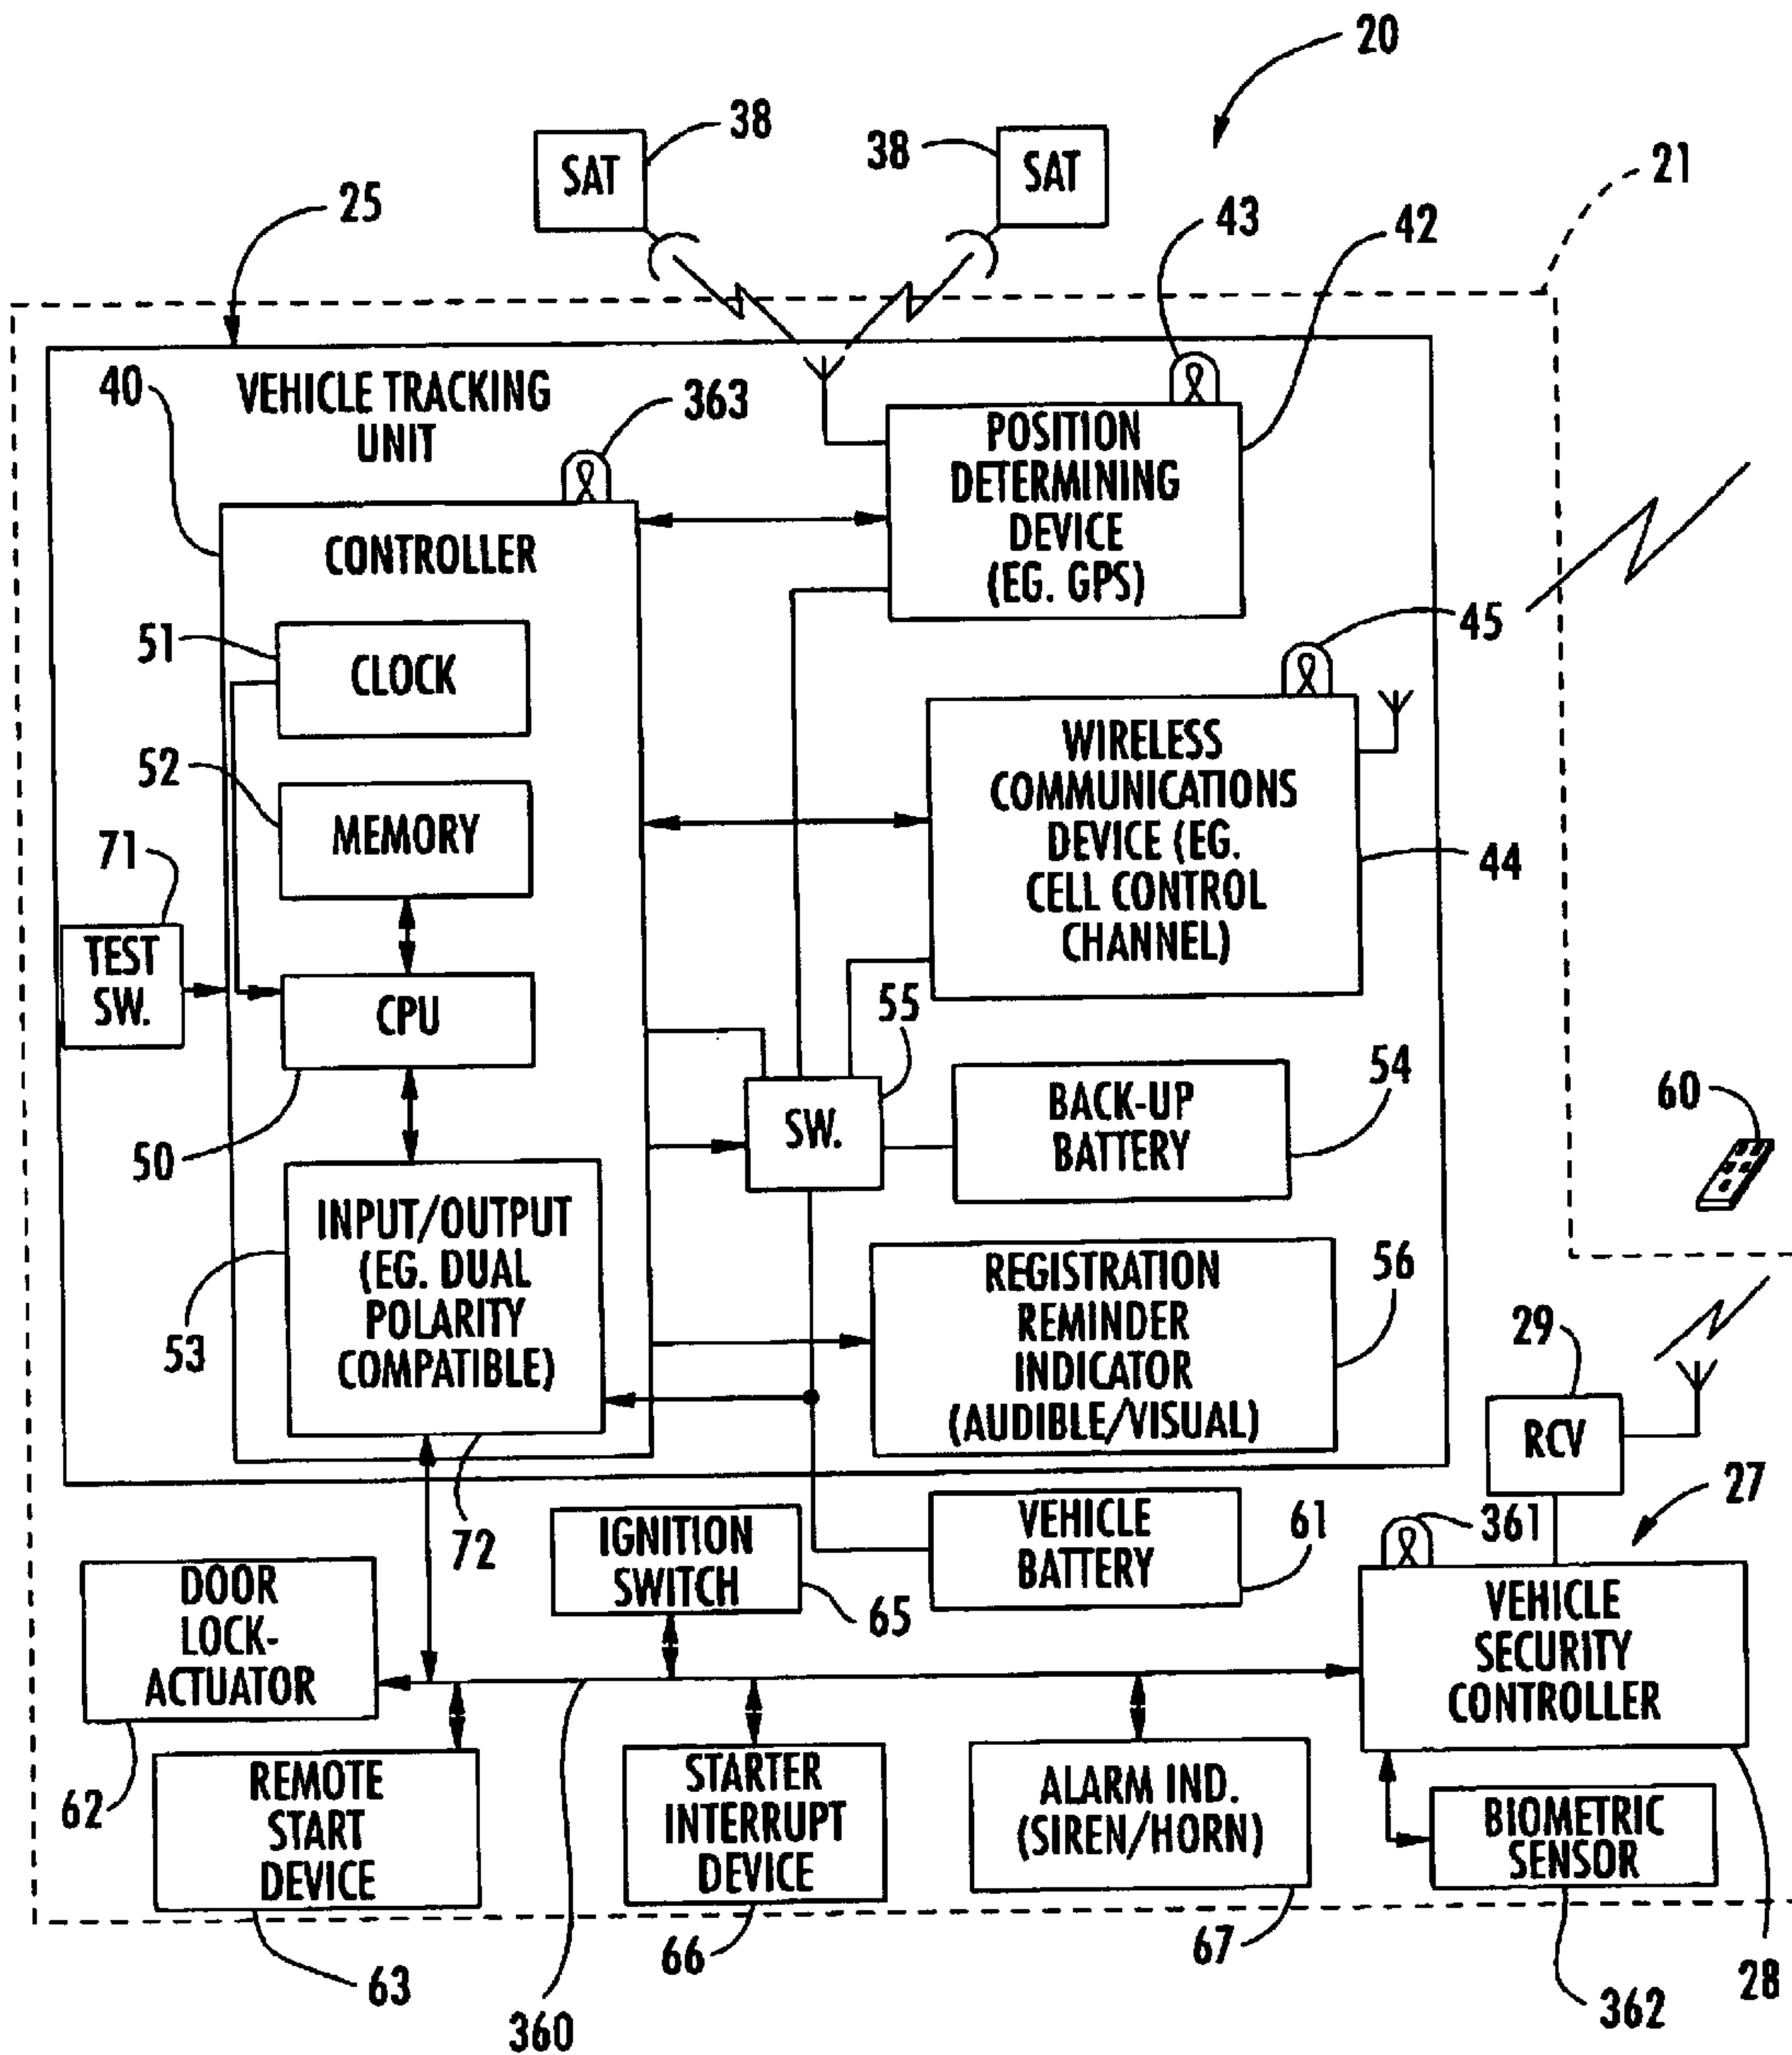 20
38
38
SAT
SAT
21
25
43
42
40
VEHICLE TRACKING
UNIT
363
POSITION
DETERMINING
DEVICE
(EG. GPS)
CONTROLLER
51
CLOCK
45
52
MEMORY
WIRELESS
COMMUNICATIONS
DEVICE (EG.
CELL CONTROL
CHANNEL)
44
71
TEST
SW.
CPU
50
55
SW.
BACK-UP
BATTERY
54
60
INPUT/OUTPUT
(EG. DUAL
POLARITY
COMPATIBLE)
53
REGISTRATION
REMINDER
INDICATOR
(AUDIBLE/VISUAL)
56
29
RCV
27
72
IGNITION
SWITCH
65
VEHICLE
BATTERY
61
361
DOOR
LOCK-
ACTUATOR
62
VEHICLE
SECURITY
CONTROLLER
REMOTE
START
DEVICE
63
STARTER
INTERRUPT
DEVICE
66
ALARM IND.
(SIREN/HORN)
67
BIOMETRIC
SENSOR
28
360
362